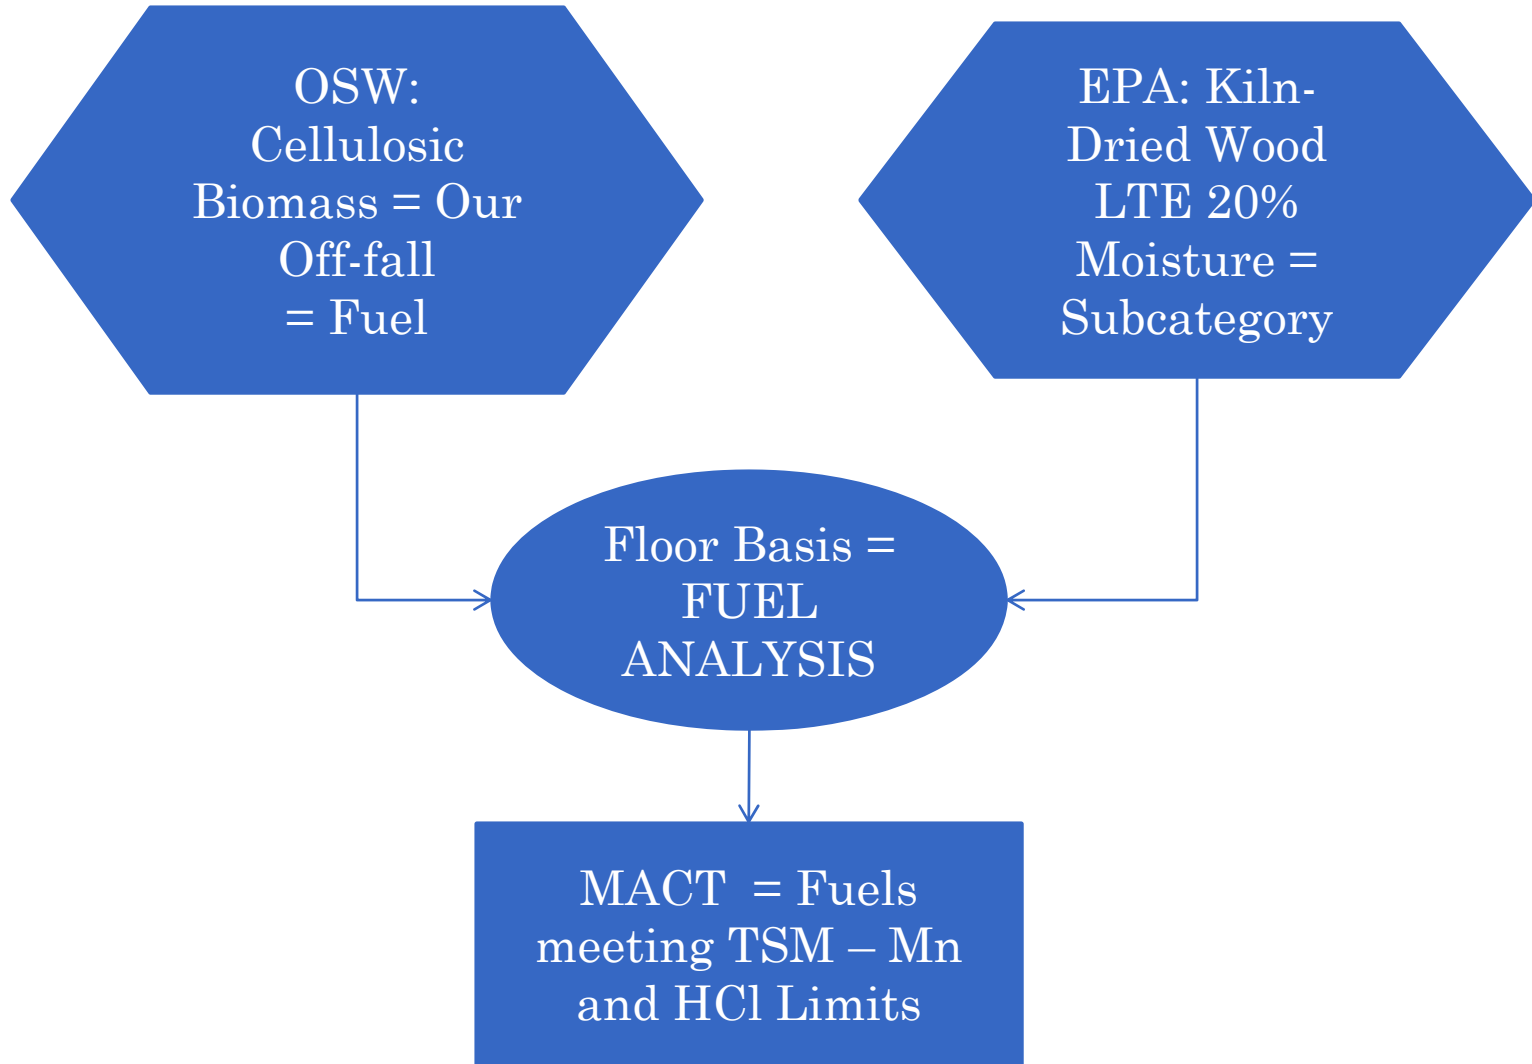 OSW:
Cellulosic
Biomass = Our
Off-fall
= Fuel
EPA: Kiln-
Dried Wood
LTE 20%
Moisture =
Subcategory
Floor Basis =
FUEL
ANALYSIS
MACT  = Fuels
meeting TSM – Mn
and HCl Limits